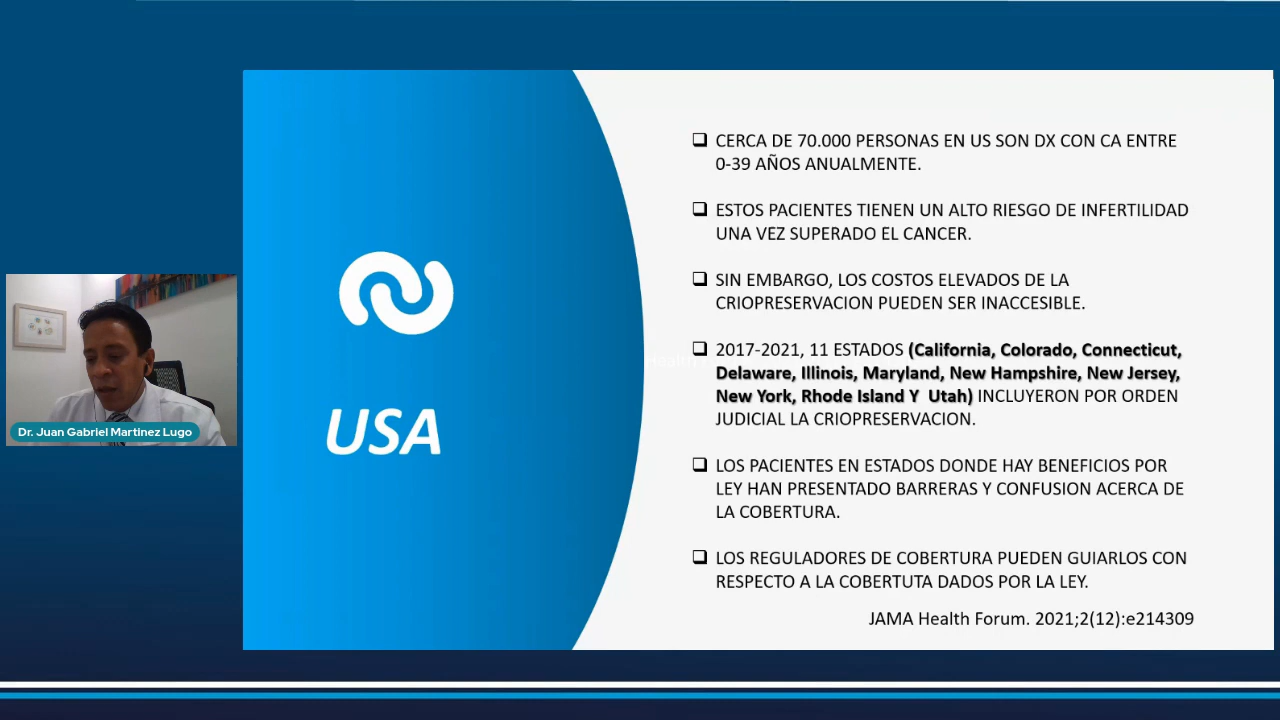 CERCA DE 70.000 PERSONAS EN US SON DX CON CA ENTRE
0-39 AÑOS ANUALMENTE.
ESTOS PACIENTES TIENEN UN ALTO RIESGO DE INFERTILIDAD
UNA VEZ SUPERADO EL CANCER.
SIN EMBARGO, LOS COSTOS ELEVADOS DE LA
CRIOPRESERVACION PUEDEN SER INACCESIBLE.
2017-2021, 11 ESTADOS (California, Colorado, Connecticut,
Delaware, Illinois, Maryland, New Hampshire, New Jersey,
New York, Rhode Island Y Utah) INCLUYERON POR ORDEN
JUDICIAL LA CRIOPRESERVACION.
LOS PACIENTES EN ESTADOS DONDE HAY BENEFICIOS POR
LEY HAN PRESENTADO BARRERAS Y CONFUSION ACERCA DE
LA COBERTURA.
LOS REGULADORES DE COBERTURA PUEDEN GUIARLOS CON
RESPECTO A LA COBERTUTA DADOS POR LA LEY.
JAMA Health Forum. 2021;2(12):e214309
USA
Dr. Juan Gabriel Martinez Lugo